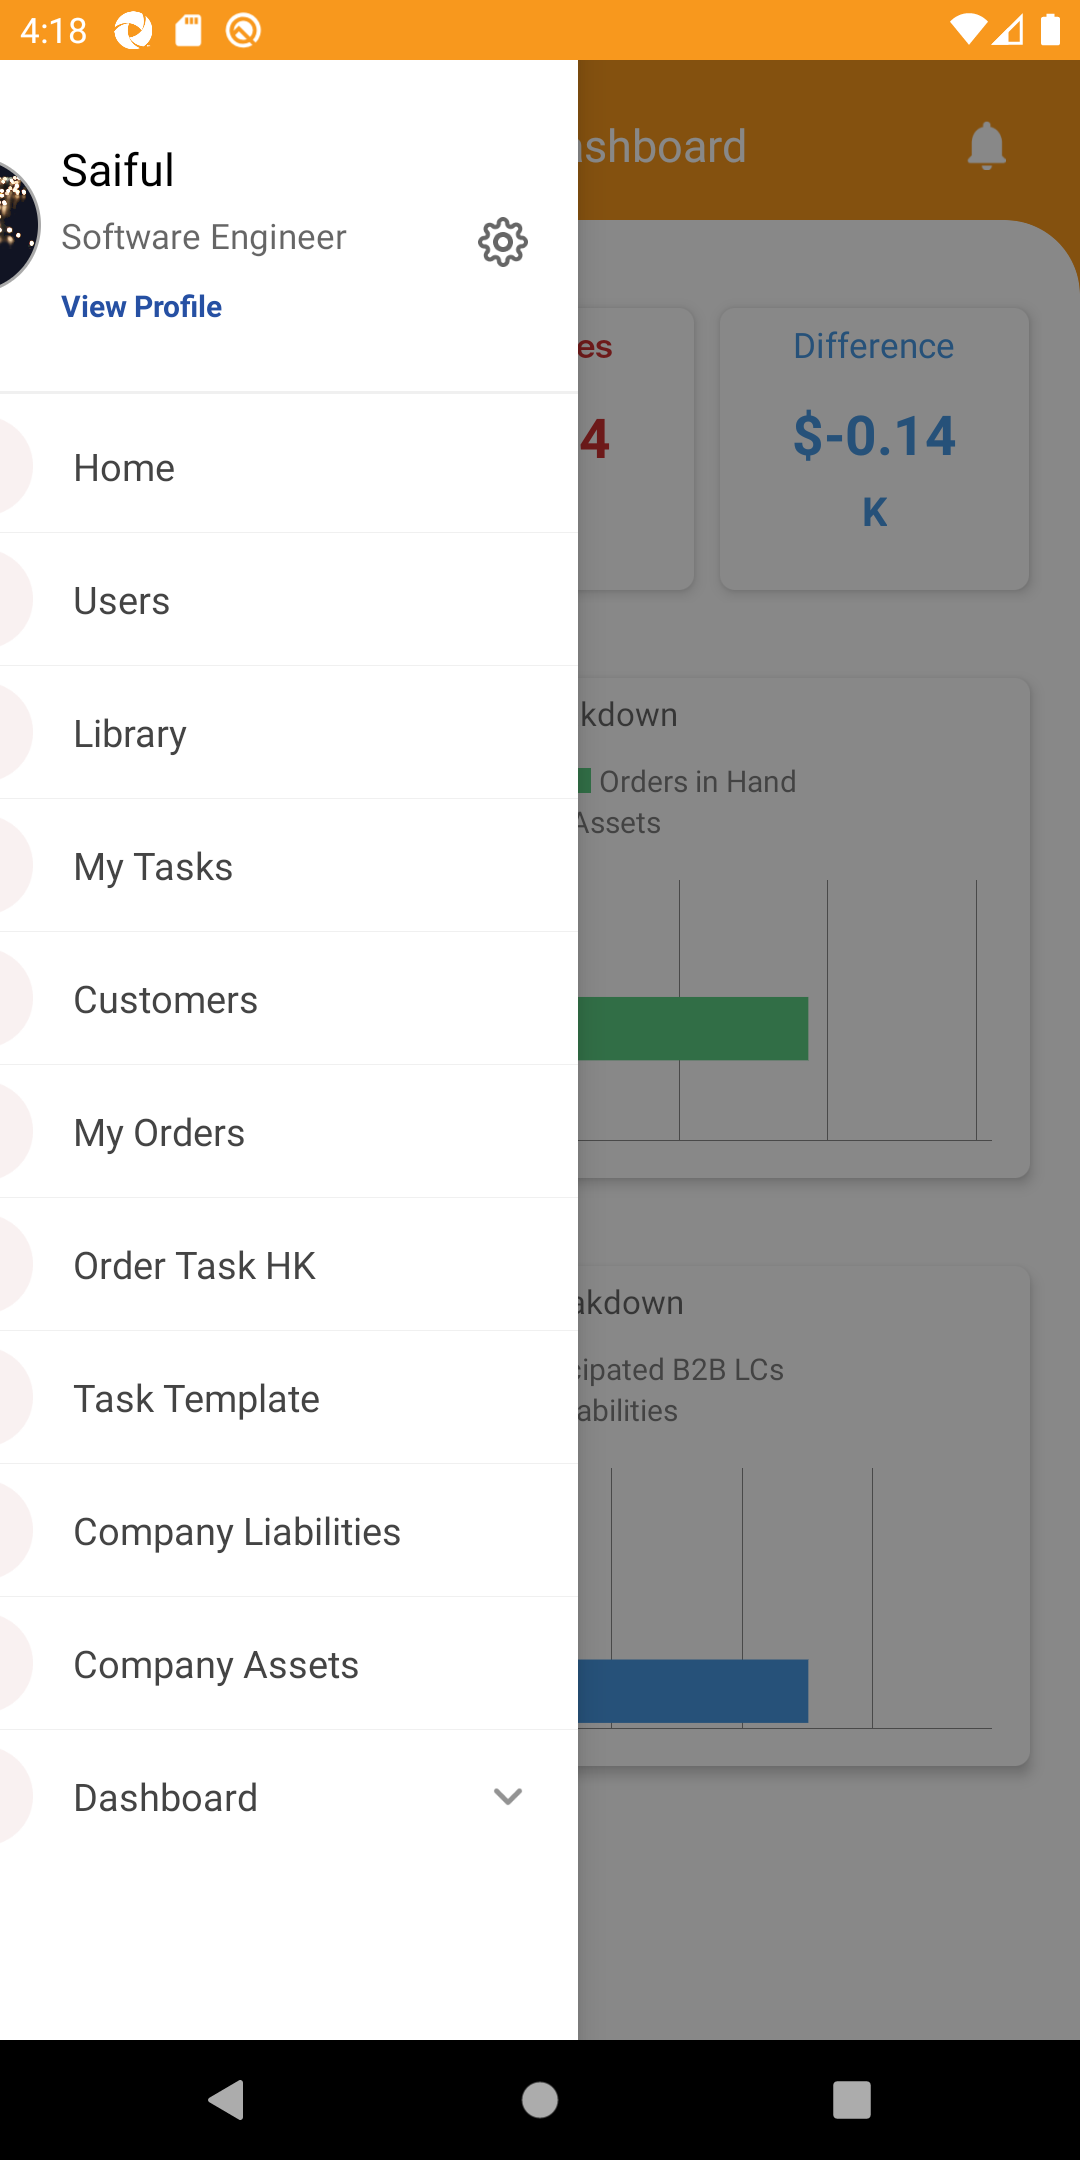 4:18
Saiful
Software Engineer
View Profile
Home
Users
Library
My Tasks
Customers
My Orders
Order Task HK
Task Template
Company Liabilities
Company Assets
Dashboard
ashboard
es
4
Difference
$-0.14
K
kdown
Orders in Hand
Assets
akdown
cipated B2B LCs
abilities